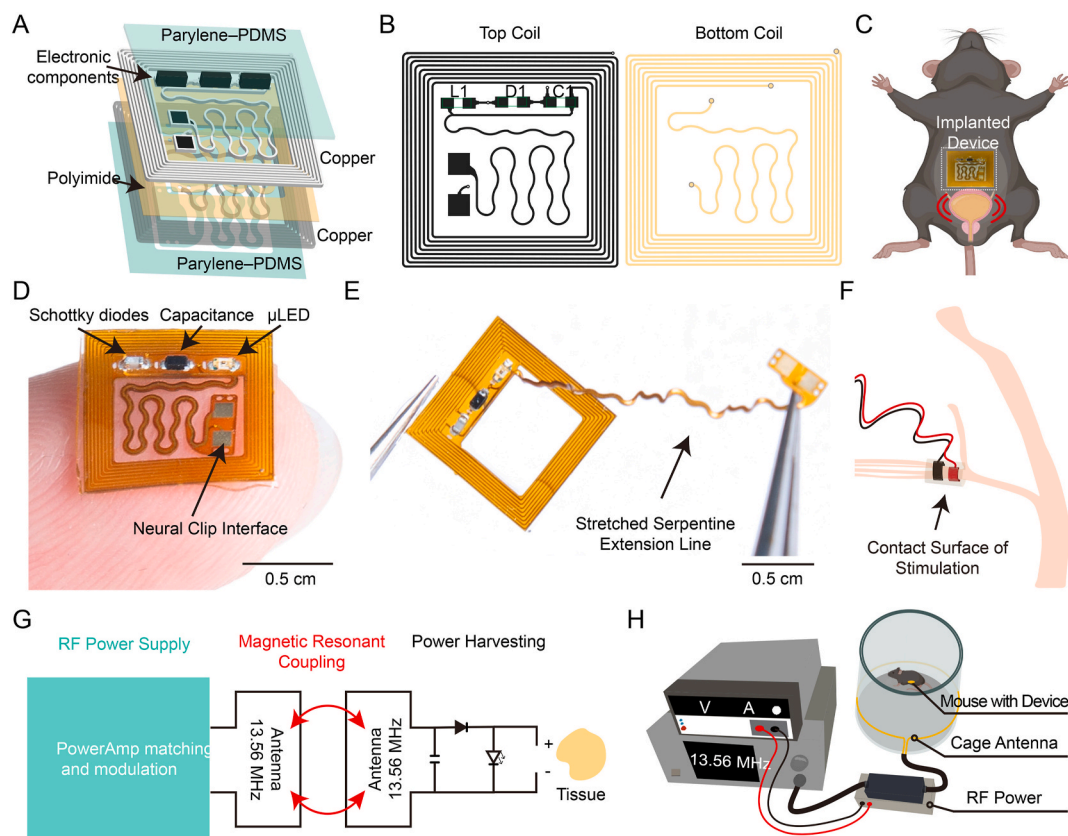 A
Parylene–PDMS
Electronic
components
Copper
Polyimide
Copper
Parylene–PDMS
B
Top Coil
Bottom Coil
L1
D1
C1
C
Implanted
Device
D
Schottky diodes
Capacitance
µLED
Neural Clip Interface
0.5 cm
E
Stretched Serpentine
Extension Line
0.5 cm
F
Contact Surface of
Stimulation
G
RF Power Supply
Magnetic Resonant
Coupling
Power Harvesting
PowerAmp matching
and modulation
Antenna
13.56 MHz
Antenna
13.56 MHz
+
-
Tissue
H
V
A
13.56 MHz
Mouse with Device
Cage Antenna
RF Power